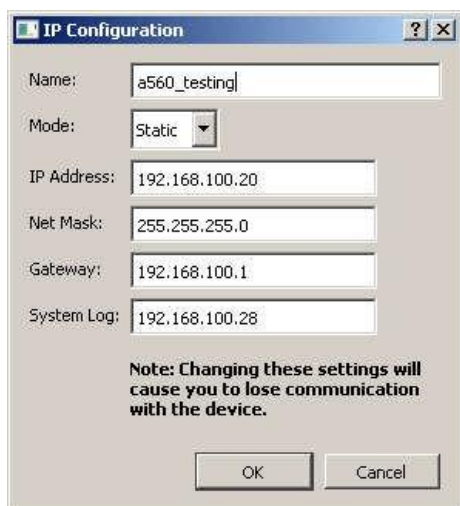 IP Configuration
Name: a560_testing
Mode: Static
IP Address: 192.168.100.20
Net Mask: 255.255.255.0
Gateway: 192.168.100.1
System Log: 192.168.100.28
Note: Changing these settings will
cause you to lose communication
with the device.
OK Cancel